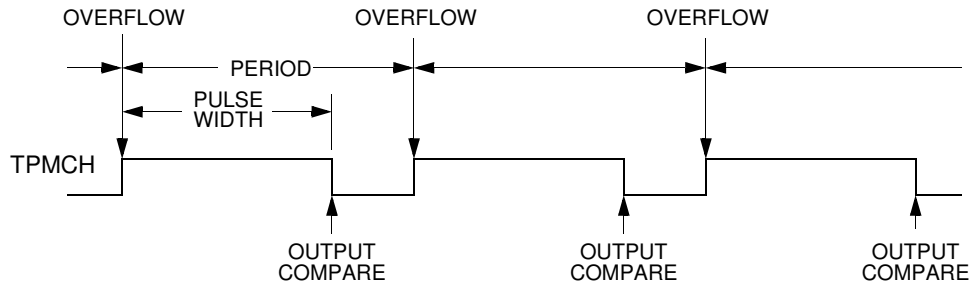 OVERFLOW OVERFLOW OVERFLOW
PERIOD
PULSE
WIDTH
TPMCH
OUTPUT
COMPARE
OUTPUT
COMPARE
OUTPUT
COMPARE